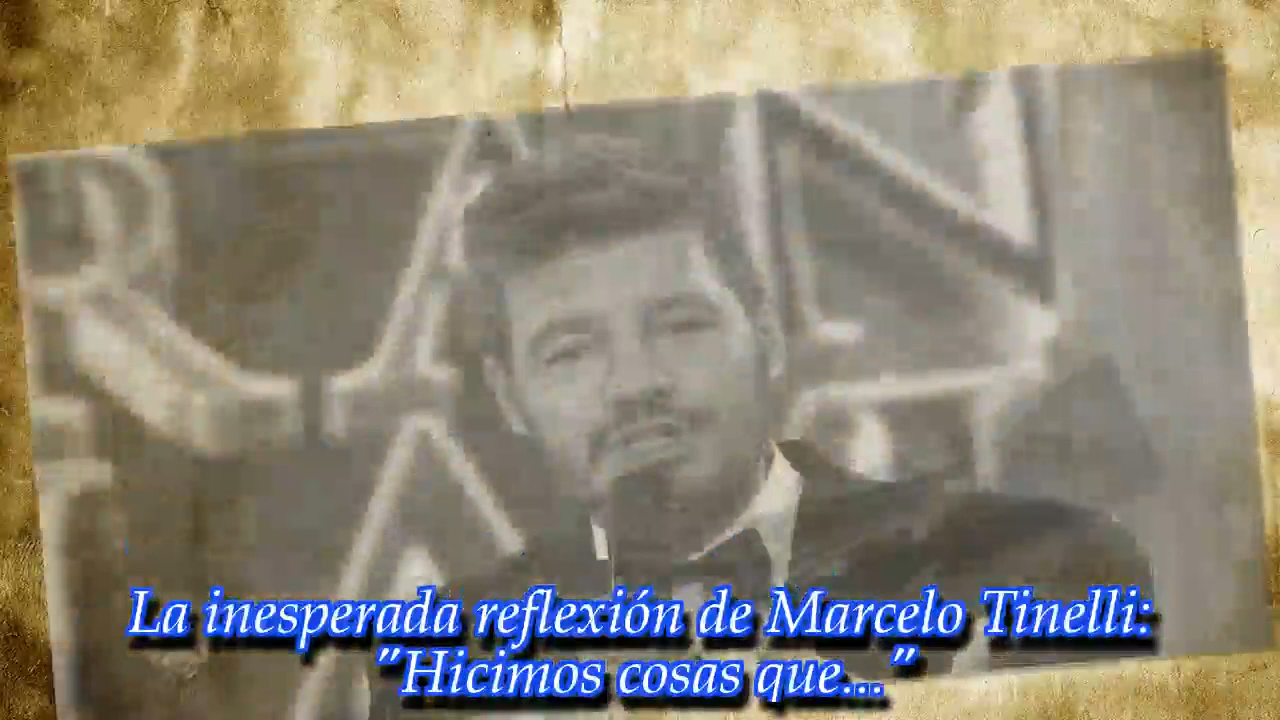 La inesperada reflexión de Marcelo Tinelli:
"Hicimos cosas que..."